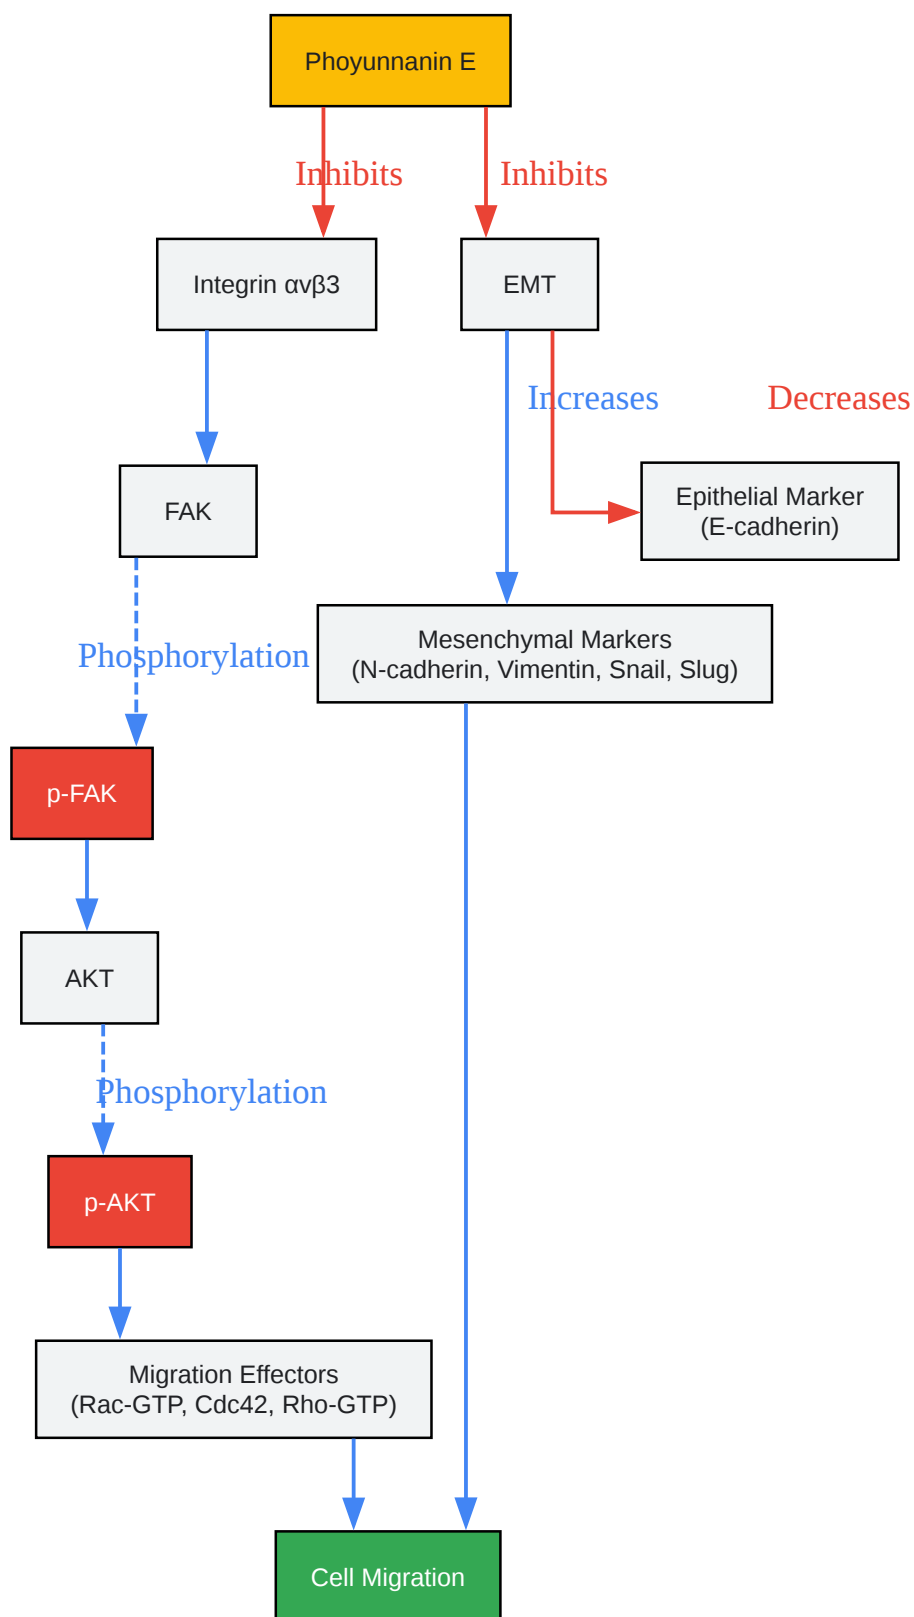 Phoyunnanin E
Inhibits
Inhibits
Integrin αvβ3
EMT
Increases
Decreases
FAK
Epithelial Marker
(E-cadherin)
Phosphorylation
Mesenchymal Markers
(N-cadherin, Vimentin, Snail, Slug)
p-FAK
AKT
Phosphorylation
p-AKT
Migration Effectors
(Rac-GTP, Cdc42, Rho-GTP)
Cell Migration